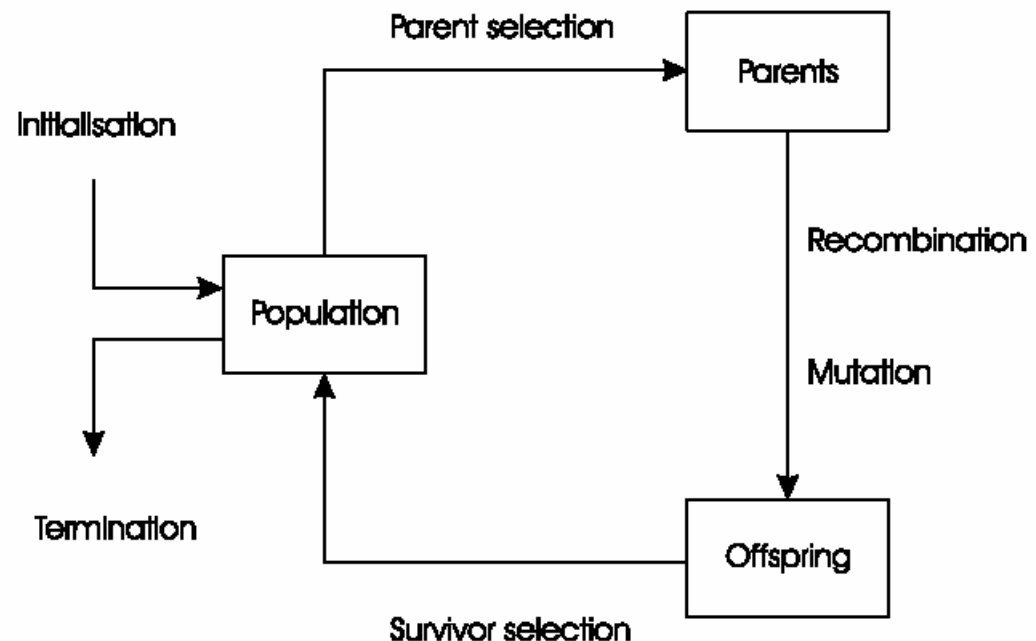 Parent selection
Parents
Initialisation
Recombination
Population
Mutation
Termination
Offspring
Survivor selection